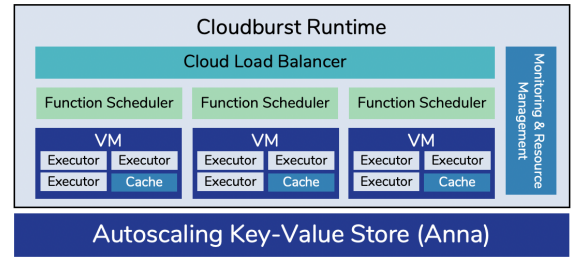 Cloudburst Runtime
Cloud Load Balancer
Monitoring & Resource
Management
Function Scheduler
Function Scheduler
Function Scheduler
VM
Executor
Executor
Executor
Cache
VM
Executor
Executor
Executor
Cache
VM
Executor
Executor
Executor
Cache
Autoscaling Key-Value Store (Anna)